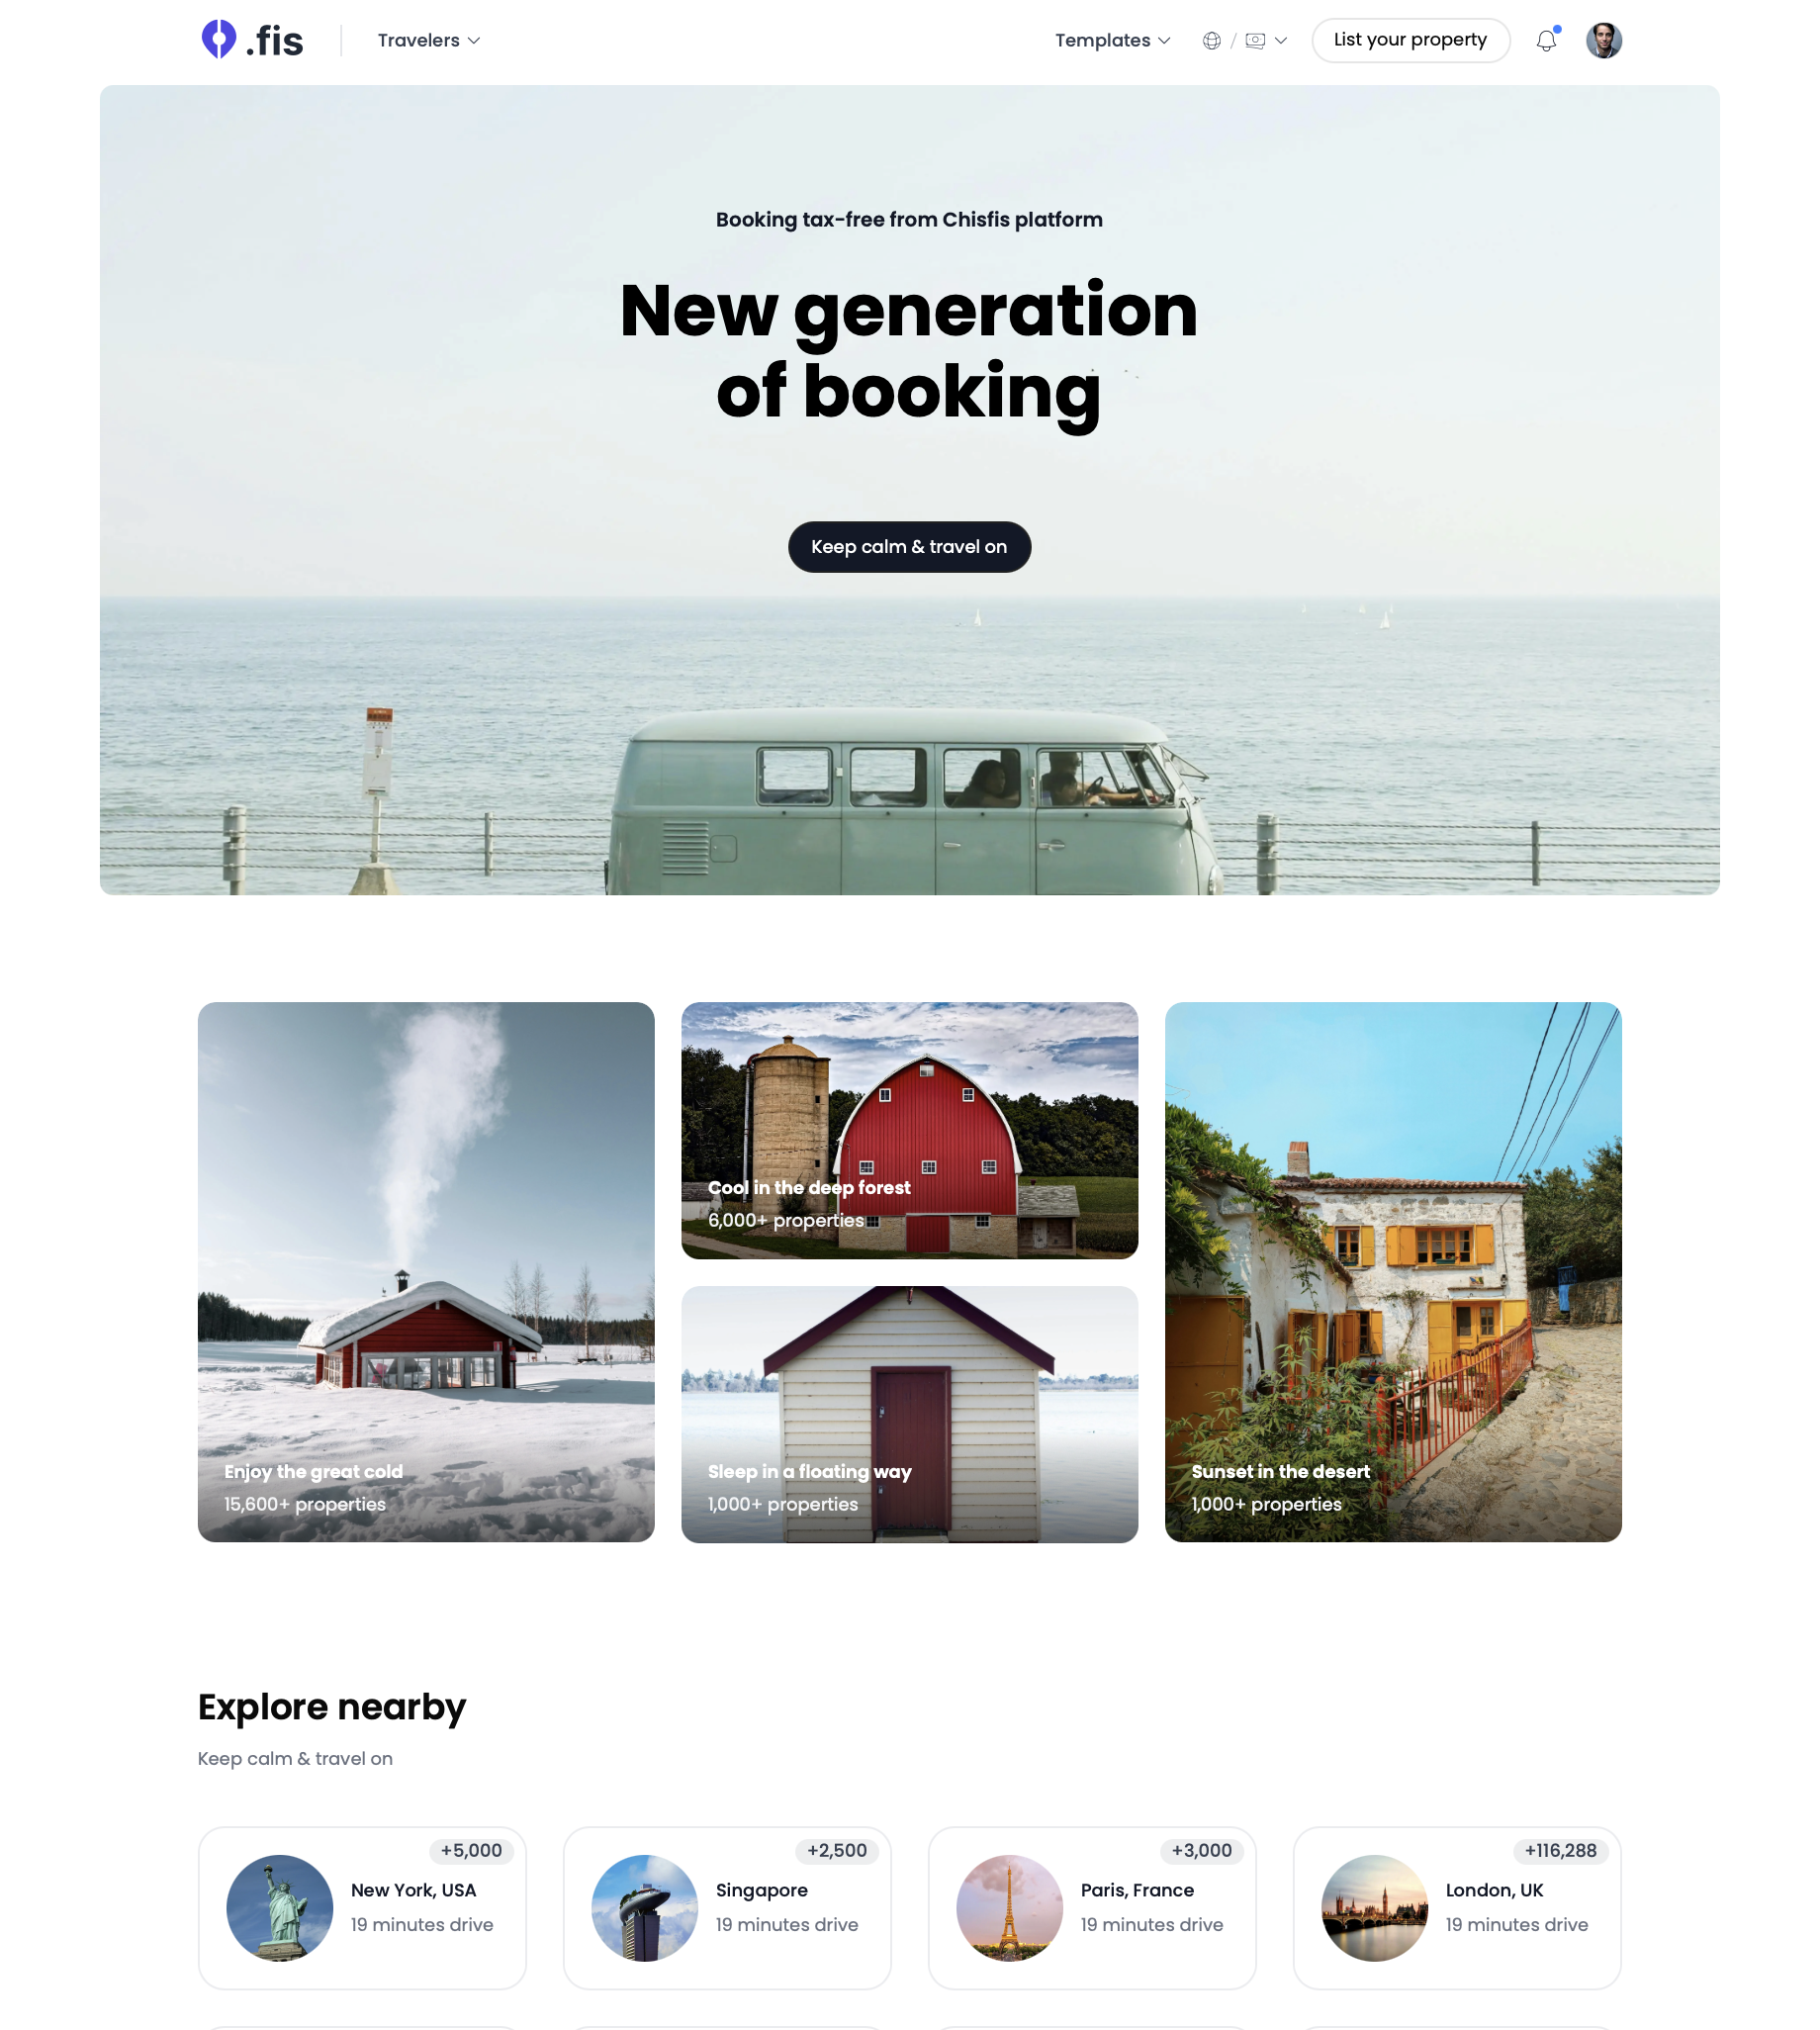 .fis
Travelers
Templates
/
List your property
Booking tax-free from Chisfis platform
New generation
of booking
Keep calm & travel on
Enjoy the great cold
15,600+ properties
Cool in the deep forest
6,000+ properties
Sleep in a floating way
1,000+ properties
Sunset in the desert
1,000+ properties
Explore nearby
Keep calm & travel on
+5,000
New York, USA
19 minutes drive
+2,500
Singapore
19 minutes drive
+3,000
Paris, France
19 minutes drive
+116,288
London, UK
19 minutes drive